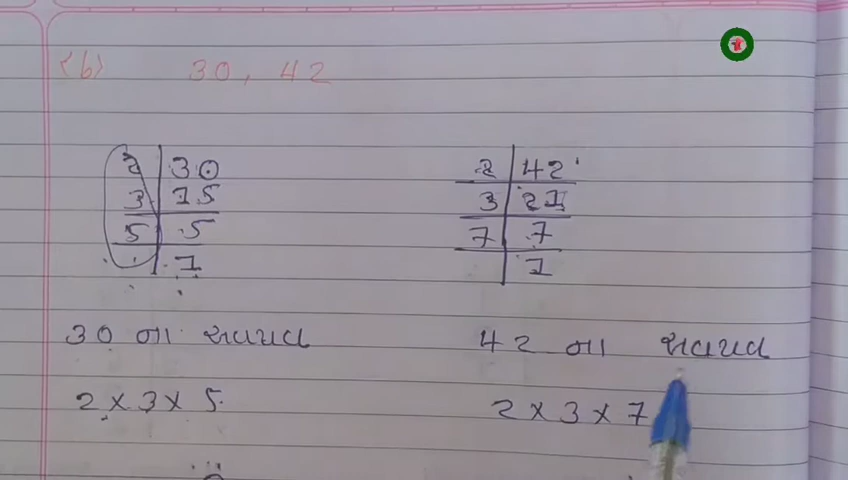 (b) 30, 42
2 | 30
3 | 15
5 | 5
1
2 | 42
3 | 21
7 | 7
1
30 ના અવયવ
2 × 3 × 5
42 ના અવયવ
2 × 3 × 7